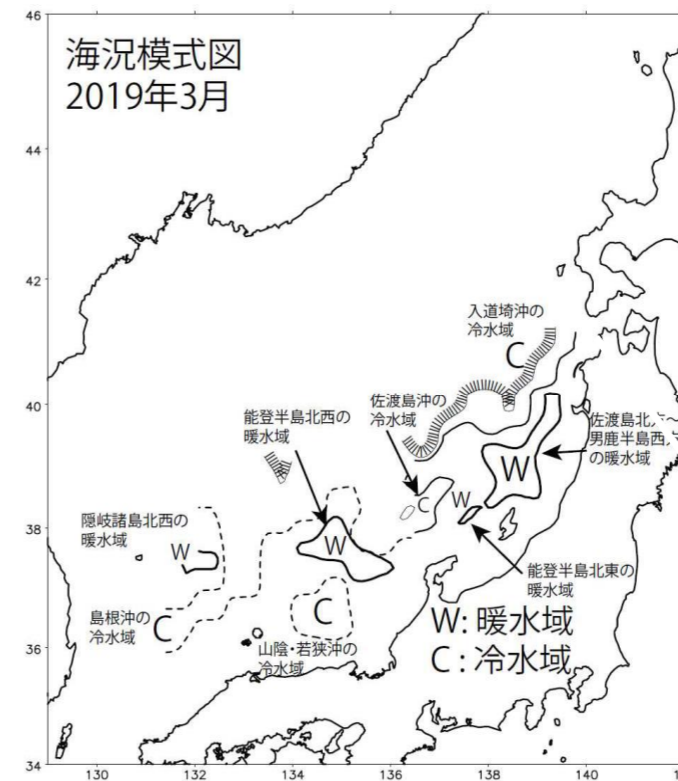 海況模式図
2019年3月
46
44
42
40
38
36
34
130
132
134
136
138
140
入道埼沖の
冷水域
C
佐渡島沖の
冷水域
C
能登半島北西の
暖水域
W
佐渡島北
男鹿半島西
の暖水域
W
W
能登半島北東の
暖水域
隠岐諸島北西の
暖水域
W
島根沖の
冷水域
C
C
山陰・若狭沖の
冷水域
W: 暖水域
C : 冷水域